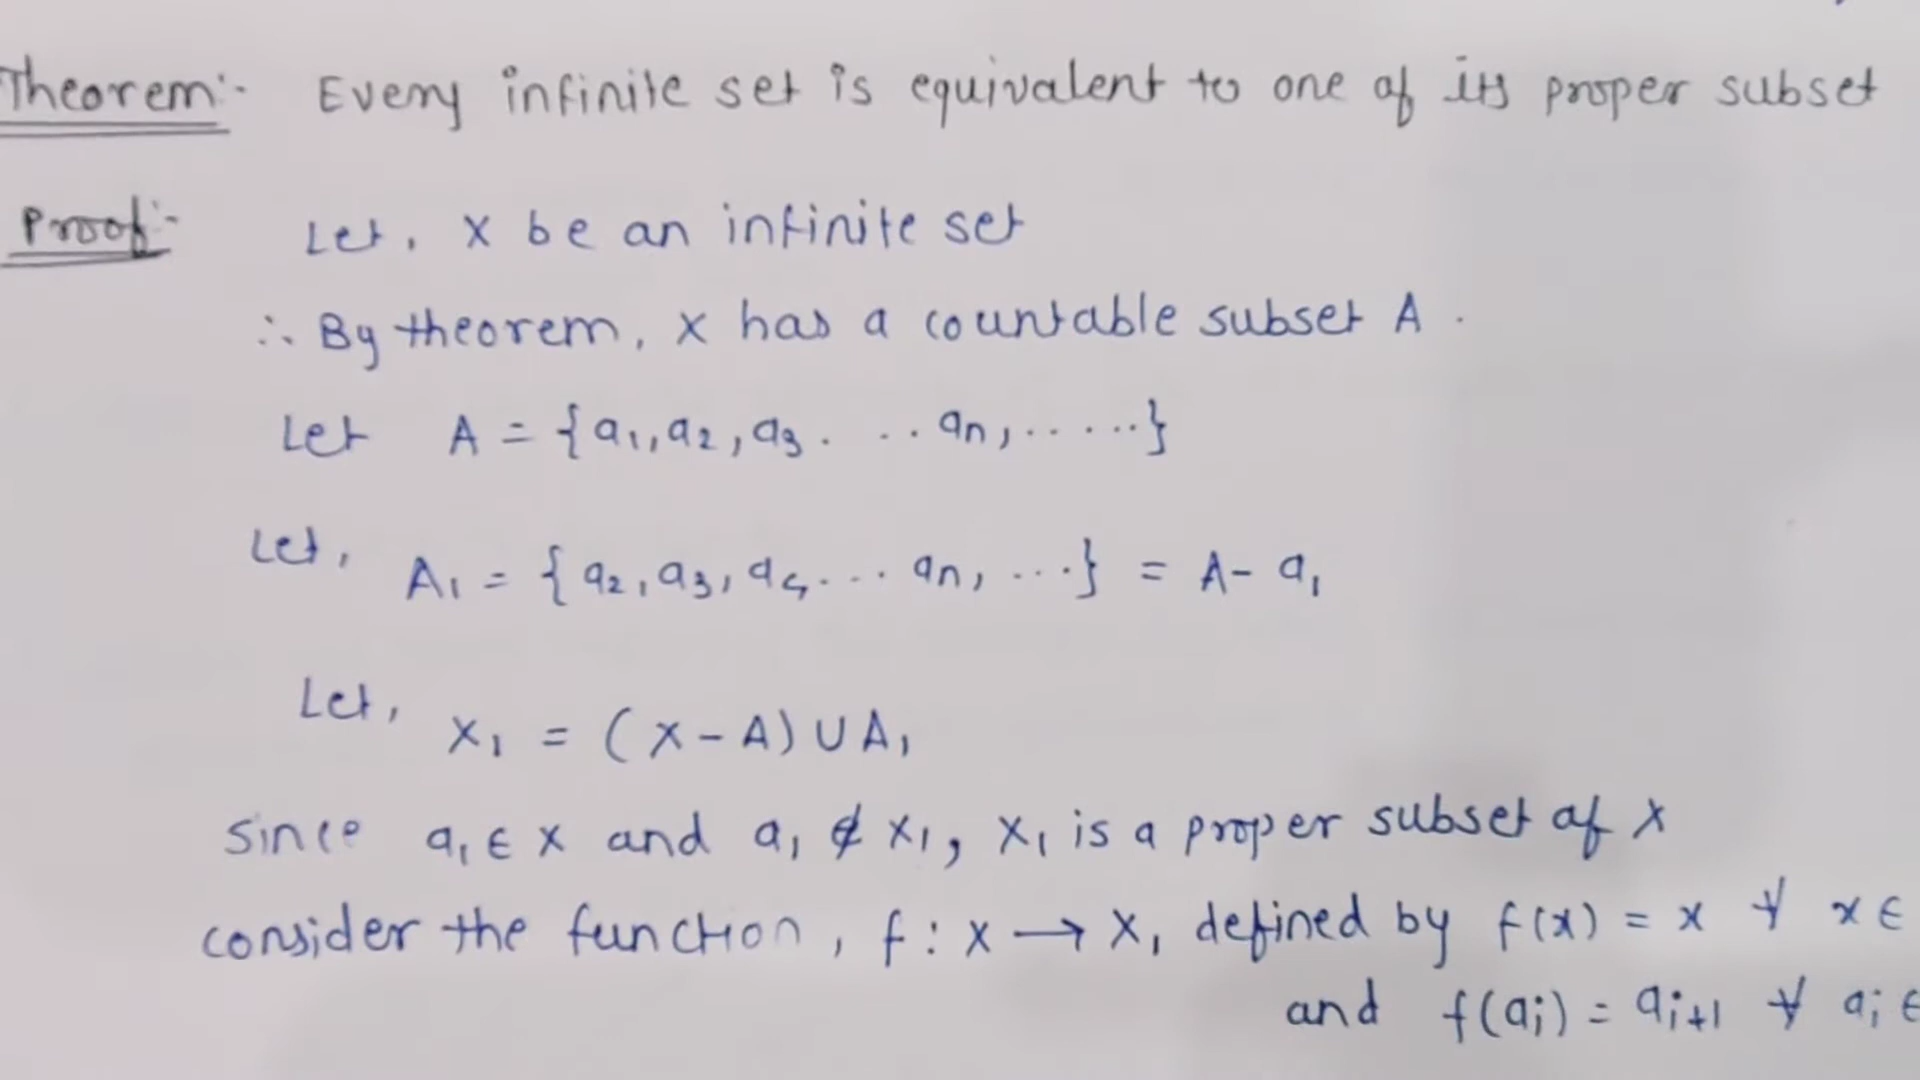 Theorem:- Every infinite set is equivalent to one of its proper subset
Proof:- Let, X be an infinite set
∴ By theorem, X has a countable subset A.
Let A = {a₁, a₂, a₃. ... aₙ, ......}
Let, A₁ = {a₂, a₃, a₄... aₙ, ...} = A - a₁
Let, X₁ = (X - A) ∪ A₁
Since a₁ ∈ X and a₁ ∉ X₁, X₁ is a proper subset of X
consider the function, f : X → X₁ defined by f(x) = x ∀ x ∈
and f(aᵢ) = aᵢ₊₁ ∀ aᵢ ∈